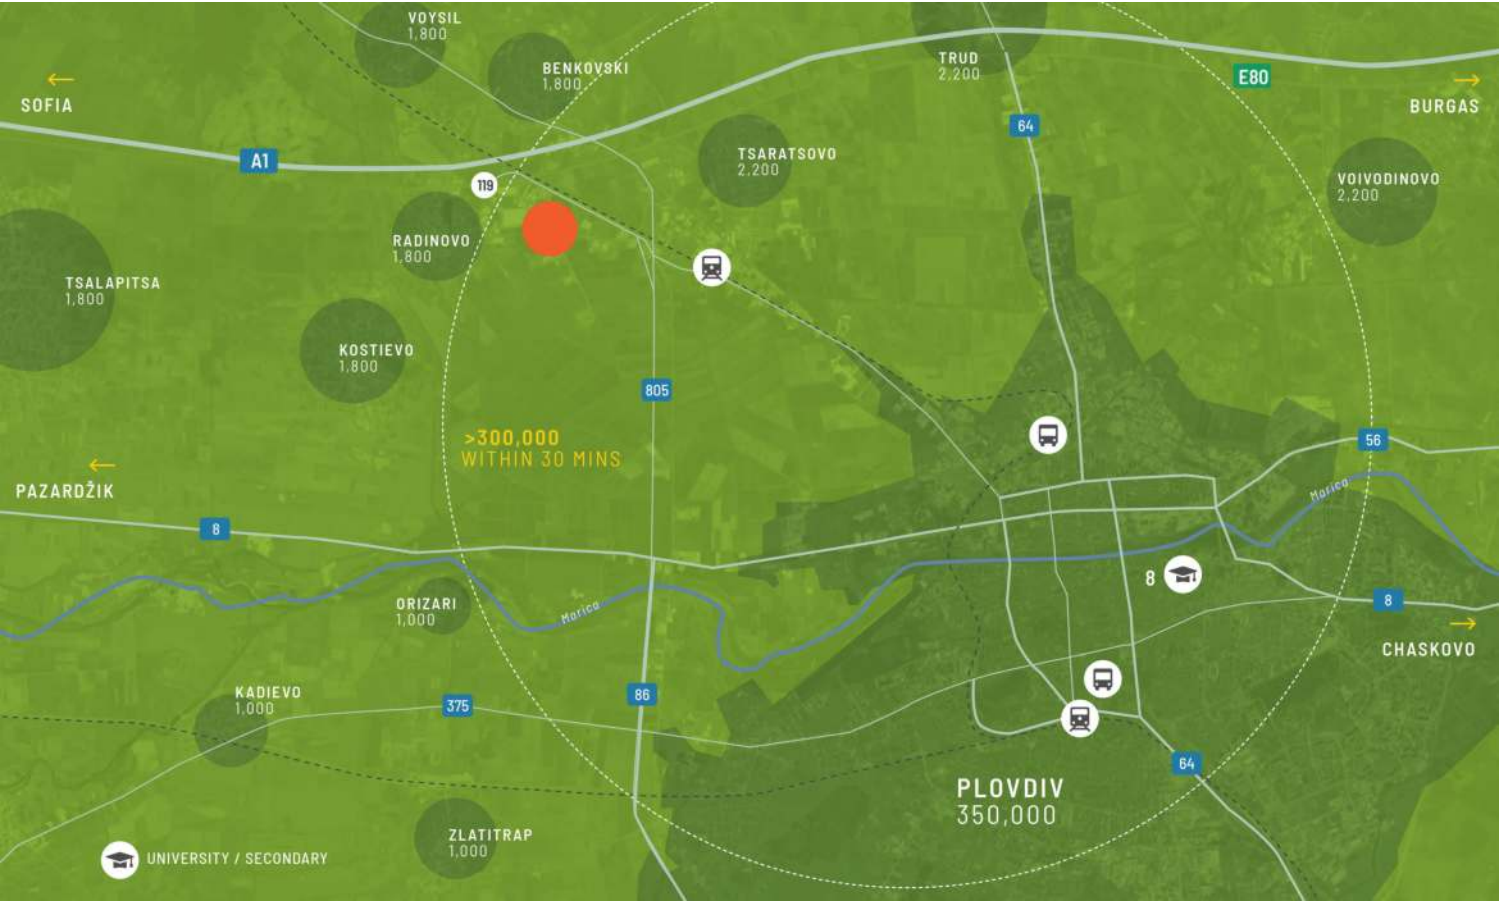 VOYSIL
1,800
BENKOVSKI
1,800
TRUD
2,200
E80
SOFIA
BURGAS
64
A1
TSARATSOVO
2,200
119
VOIVODINOVO
2,200
RADINOVO
1,800
TSALAPITSA
1,800
KOSTIEVO
1,800
805
>300,000
WITHIN 30 MINS
56
PAZARDŽIK
Marica
8
8
ORIZARI
1,000
Marica
8
CHASKOVO
KADIEVO
1,000
375
86
64
PLOVDIV
350,000
ZLATITRAP
1,000
UNIVERSITY / SECONDARY